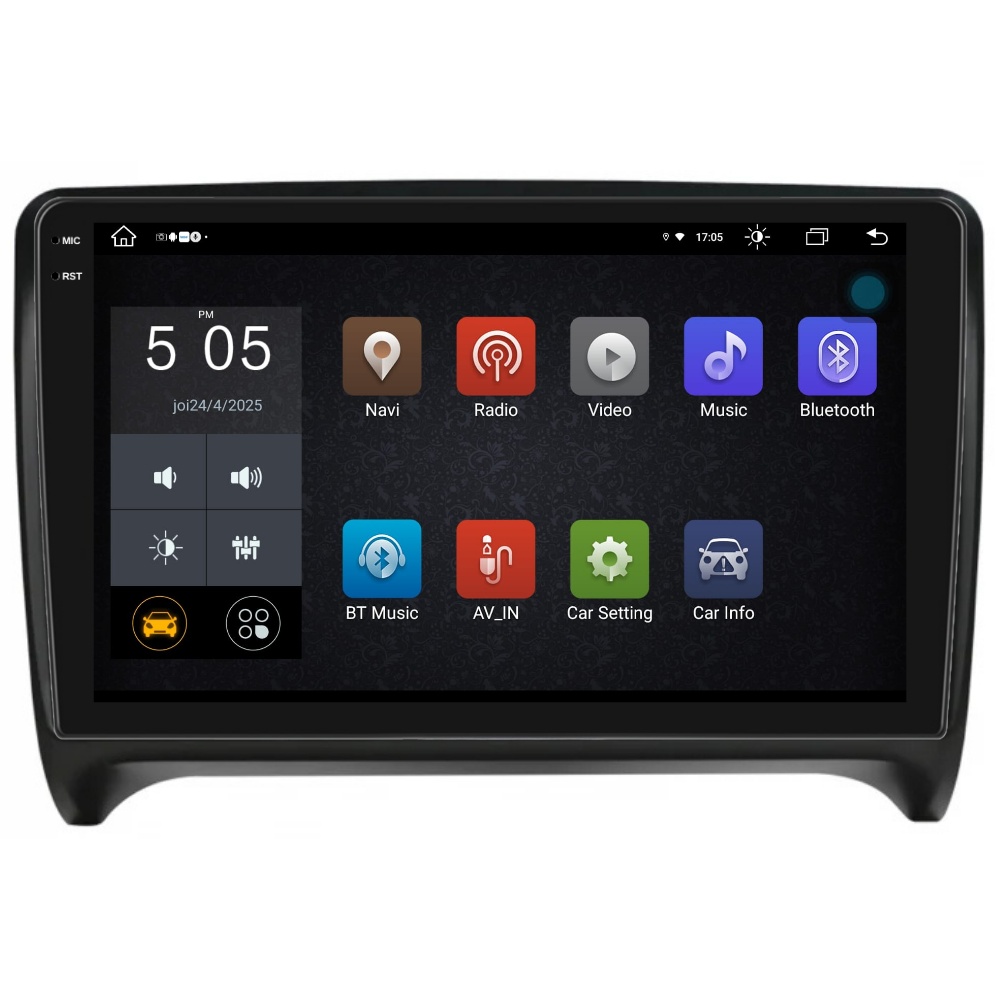 MIC
RST
17:05
PM
5 05
joi24/4/2025
Navi
Radio
Video
Music
Bluetooth
BT Music
AV_IN
Car Setting
Car Info